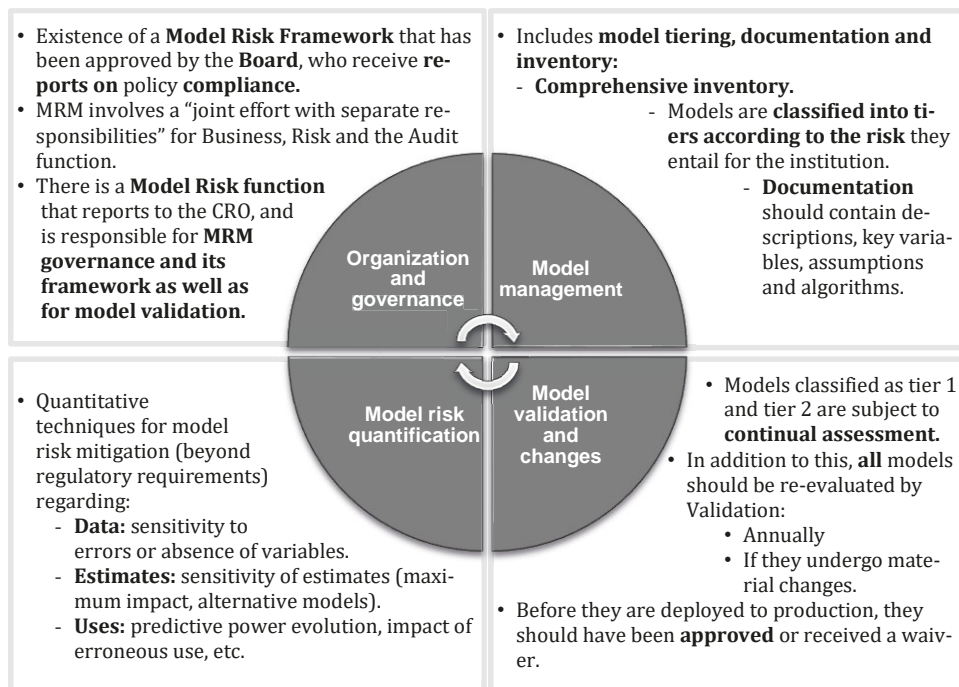 • Existence of a Model Risk Framework that has
been approved by the Board, who receive re-
ports on policy compliance.
• MRM involves a “joint effort with separate re-
sponsibilities” for Business, Risk and the Audit
function.
• There is a Model Risk function
that reports to the CRO, and
is responsible for MRM
governance and its
framework as well as
for model validation.
• Includes model tiering, documentation and
inventory:
- Comprehensive inventory.
- Models are classified into ti-
ers according to the risk they
entail for the institution.
- Documentation
should contain de-
scriptions, key varia-
bles, assumptions
and algorithms.
Organization
and
governance
Model
management
Model risk
quantification
Model
validation
and
changes
• Quantitative
techniques for model
risk mitigation (beyond
regulatory requirements)
regarding:
- Data: sensitivity to
errors or absence of variables.
- Estimates: sensitivity of estimates (maxi-
mum impact, alternative models).
- Uses: predictive power evolution, impact of
erroneous use, etc.
• Models classified as tier 1
and tier 2 are subject to
continual assessment.
• In addition to this, all models
should be re-evaluated by
Validation:
• Annually
• If they undergo mate-
rial changes.
• Before they are deployed to production, they
should have been approved or received a waiv-
er.